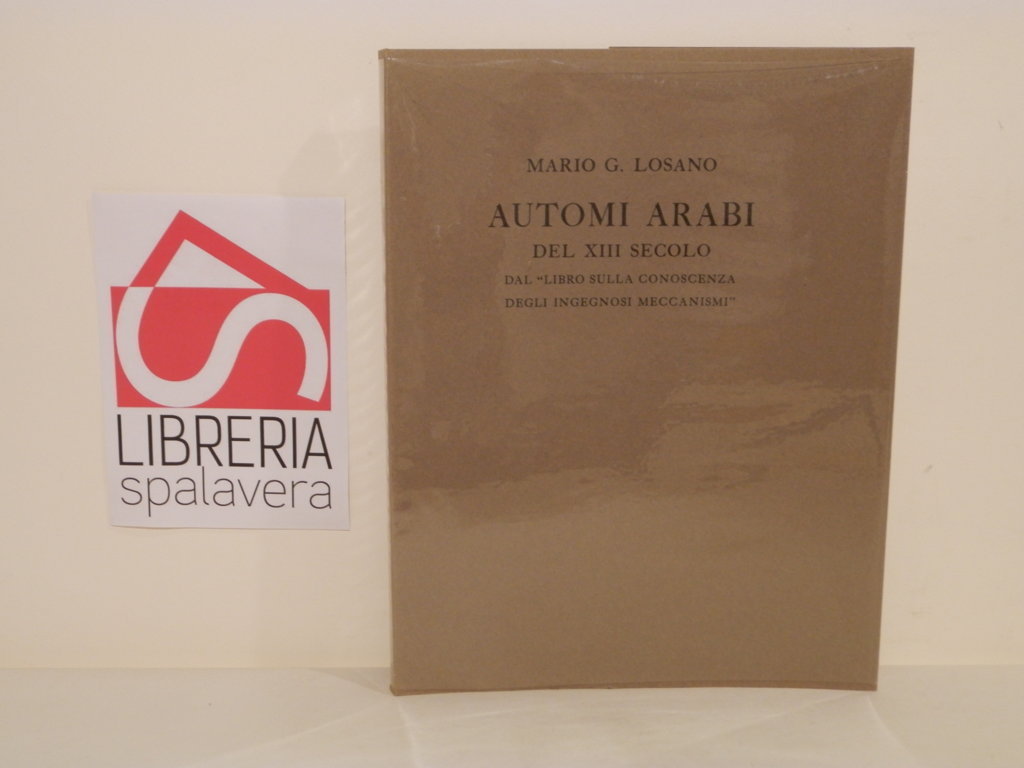 LIBRERIA
spalavera
MARIO G. LOSANO
AUTOMI ARABI
DEL XIII SECOLO
DAL "LIBRO SULLA CONOSCENZA
DEGLI INGEGNOSI MECCANISMI"